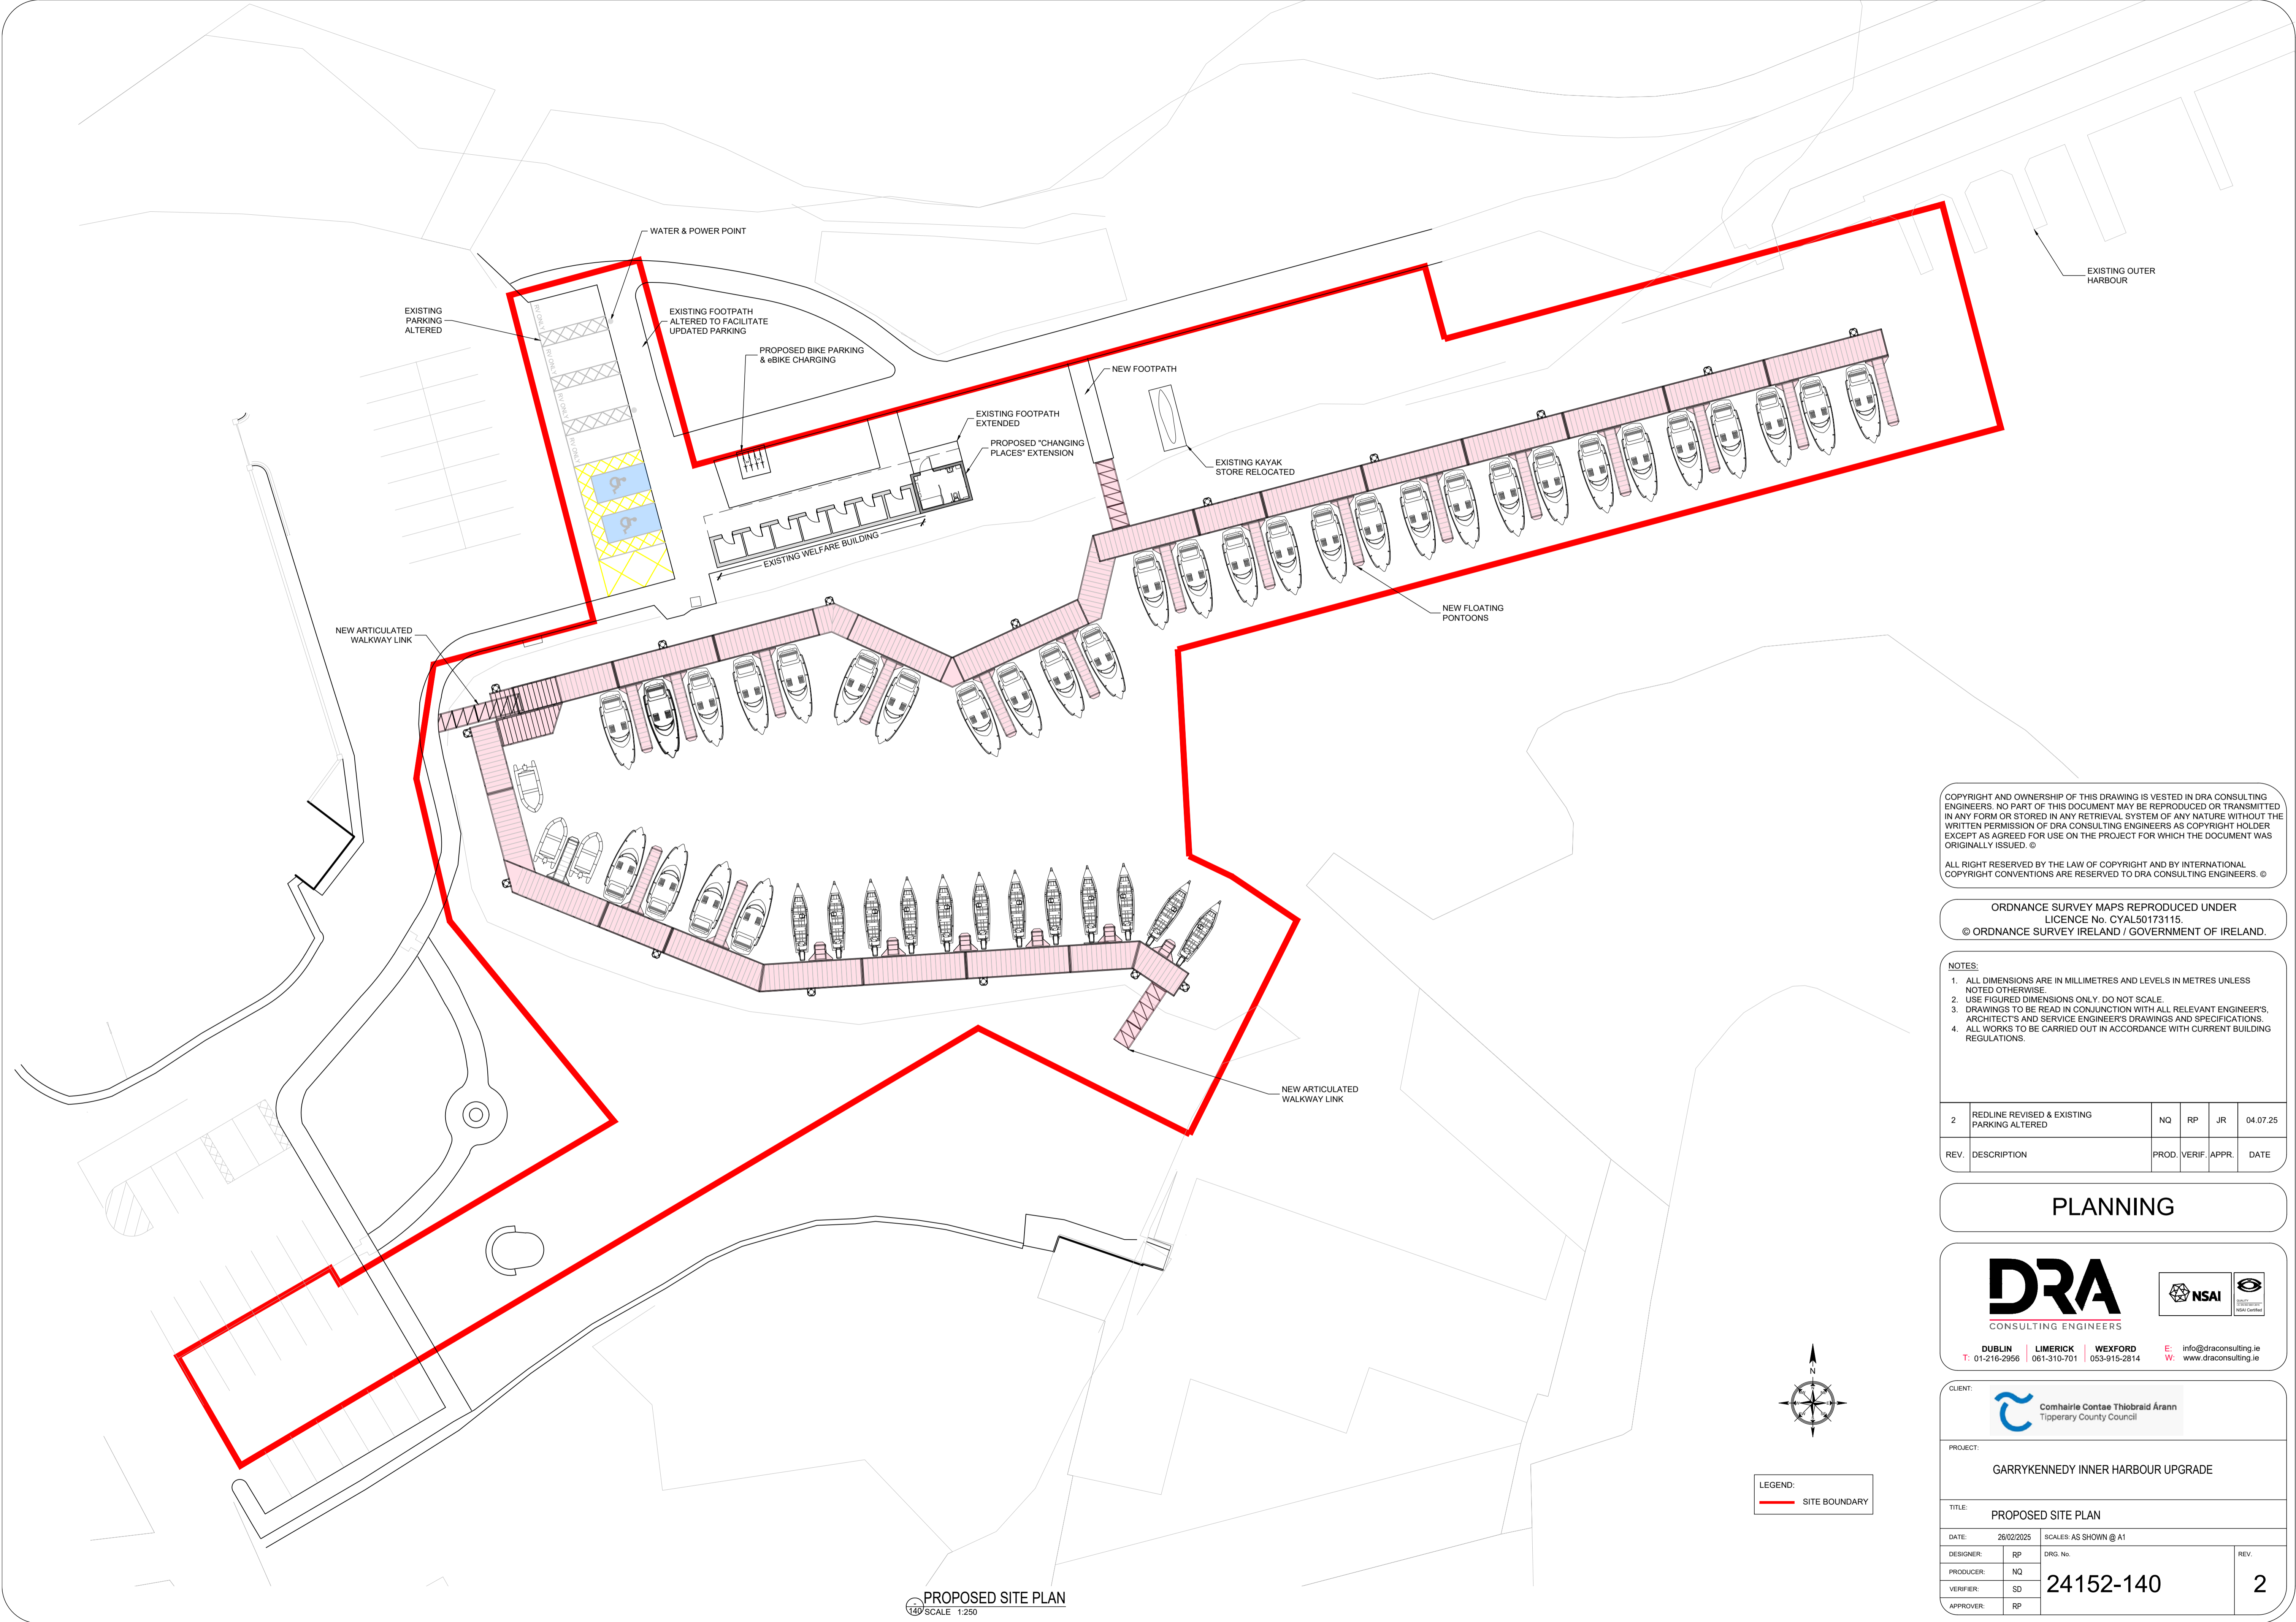 WATER & POWER POINT
EXISTING
PARKING
ALTERED
EXISTING FOOTPATH
ALTERED TO FACILITATE
UPDATED PARKING
PROPOSED BIKE PARKING
& eBIKE CHARGING
RV ONLY
RV ONLY
RV ONLY
RV ONLY
NEW FOOTPATH
EXISTING FOOTPATH
EXTENDED
PROPOSED "CHANGING
PLACES" EXTENSION
EXISTING KAYAK
STORE RELOCATED
EXISTING OUTER
HARBOUR
EXISTING WELFARE BUILDING
NEW FLOATING
PONTOONS
NEW ARTICULATED
WALKWAY LINK
NEW ARTICULATED
WALKWAY LINK
COPYRIGHT AND OWNERSHIP OF THIS DRAWING IS VESTED IN DRA CONSULTING
ENGINEERS. NO PART OF THIS DOCUMENT MAY BE REPRODUCED OR TRANSMITTED
IN ANY FORM OR STORED IN ANY RETRIEVAL SYSTEM OF ANY NATURE WITHOUT THE
WRITTEN PERMISSION OF DRA CONSULTING ENGINEERS AS COPYRIGHT HOLDER
EXCEPT AS AGREED FOR USE ON THE PROJECT FOR WHICH THE DOCUMENT WAS
ORIGINALLY ISSUED. ©
ALL RIGHT RESERVED BY THE LAW OF COPYRIGHT AND BY INTERNATIONAL
COPYRIGHT CONVENTIONS ARE RESERVED TO DRA CONSULTING ENGINEERS. ©
ORDNANCE SURVEY MAPS REPRODUCED UNDER
LICENCE No. CYAL50173115.
© ORDNANCE SURVEY IRELAND / GOVERNMENT OF IRELAND.
NOTES:
1. ALL DIMENSIONS ARE IN MILLIMETRES AND LEVELS IN METRES UNLESS
NOTED OTHERWISE.
2. USE FIGURED DIMENSIONS ONLY. DO NOT SCALE.
3. DRAWINGS TO BE READ IN CONJUNCTION WITH ALL RELEVANT ENGINEER'S,
ARCHITECT'S AND SERVICE ENGINEER'S DRAWINGS AND SPECIFICATIONS.
4. ALL WORKS TO BE CARRIED OUT IN ACCORDANCE WITH CURRENT BUILDING
REGULATIONS.
2 REDLINE REVISED & EXISTING PARKING ALTERED NQ RP JR 04.07.25
REV. DESCRIPTION PROD. VERIF. APPR. DATE
PLANNING
DRA
CONSULTING ENGINEERS
NSAI
NSAI Certified
DUBLIN LIMERICK WEXFORD
T: 01-216-2956 061-310-701 053-915-2814
E: info@draconsulting.ie
W: www.draconsulting.ie
CLIENT:
Comhairle Contae Thiobraid Árann
Tipperary County Council
PROJECT:
GARRYKENNEDY INNER HARBOUR UPGRADE
TITLE:
PROPOSED SITE PLAN
DATE: 26/02/2025 SCALES: AS SHOWN @ A1
DESIGNER: RP
PRODUCER: NQ
VERIFIER: SD
APPROVER: RP
DRG. No.
24152-140
REV.
2
N
LEGEND:
SITE BOUNDARY
-
140
PROPOSED SITE PLAN
SCALE 1:250